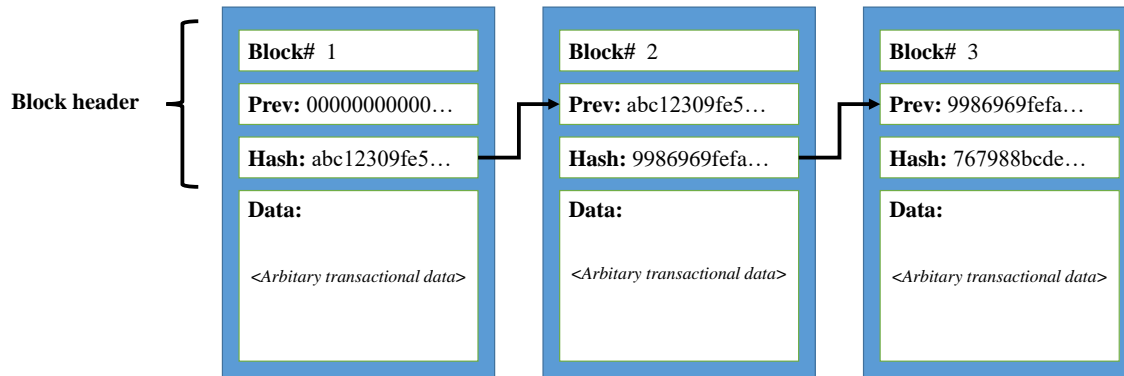 Block header
Block# 1
Prev: 00000000000…
Hash: abc12309fe5…
Data:
<Arbitary transactional data>
Block# 2
Prev: abc12309fe5…
Hash: 9986969fefa…
Data:
<Arbitary transactional data>
Block# 3
Prev: 9986969fefa…
Hash: 767988bcde…
Data:
<Arbitary transactional data>